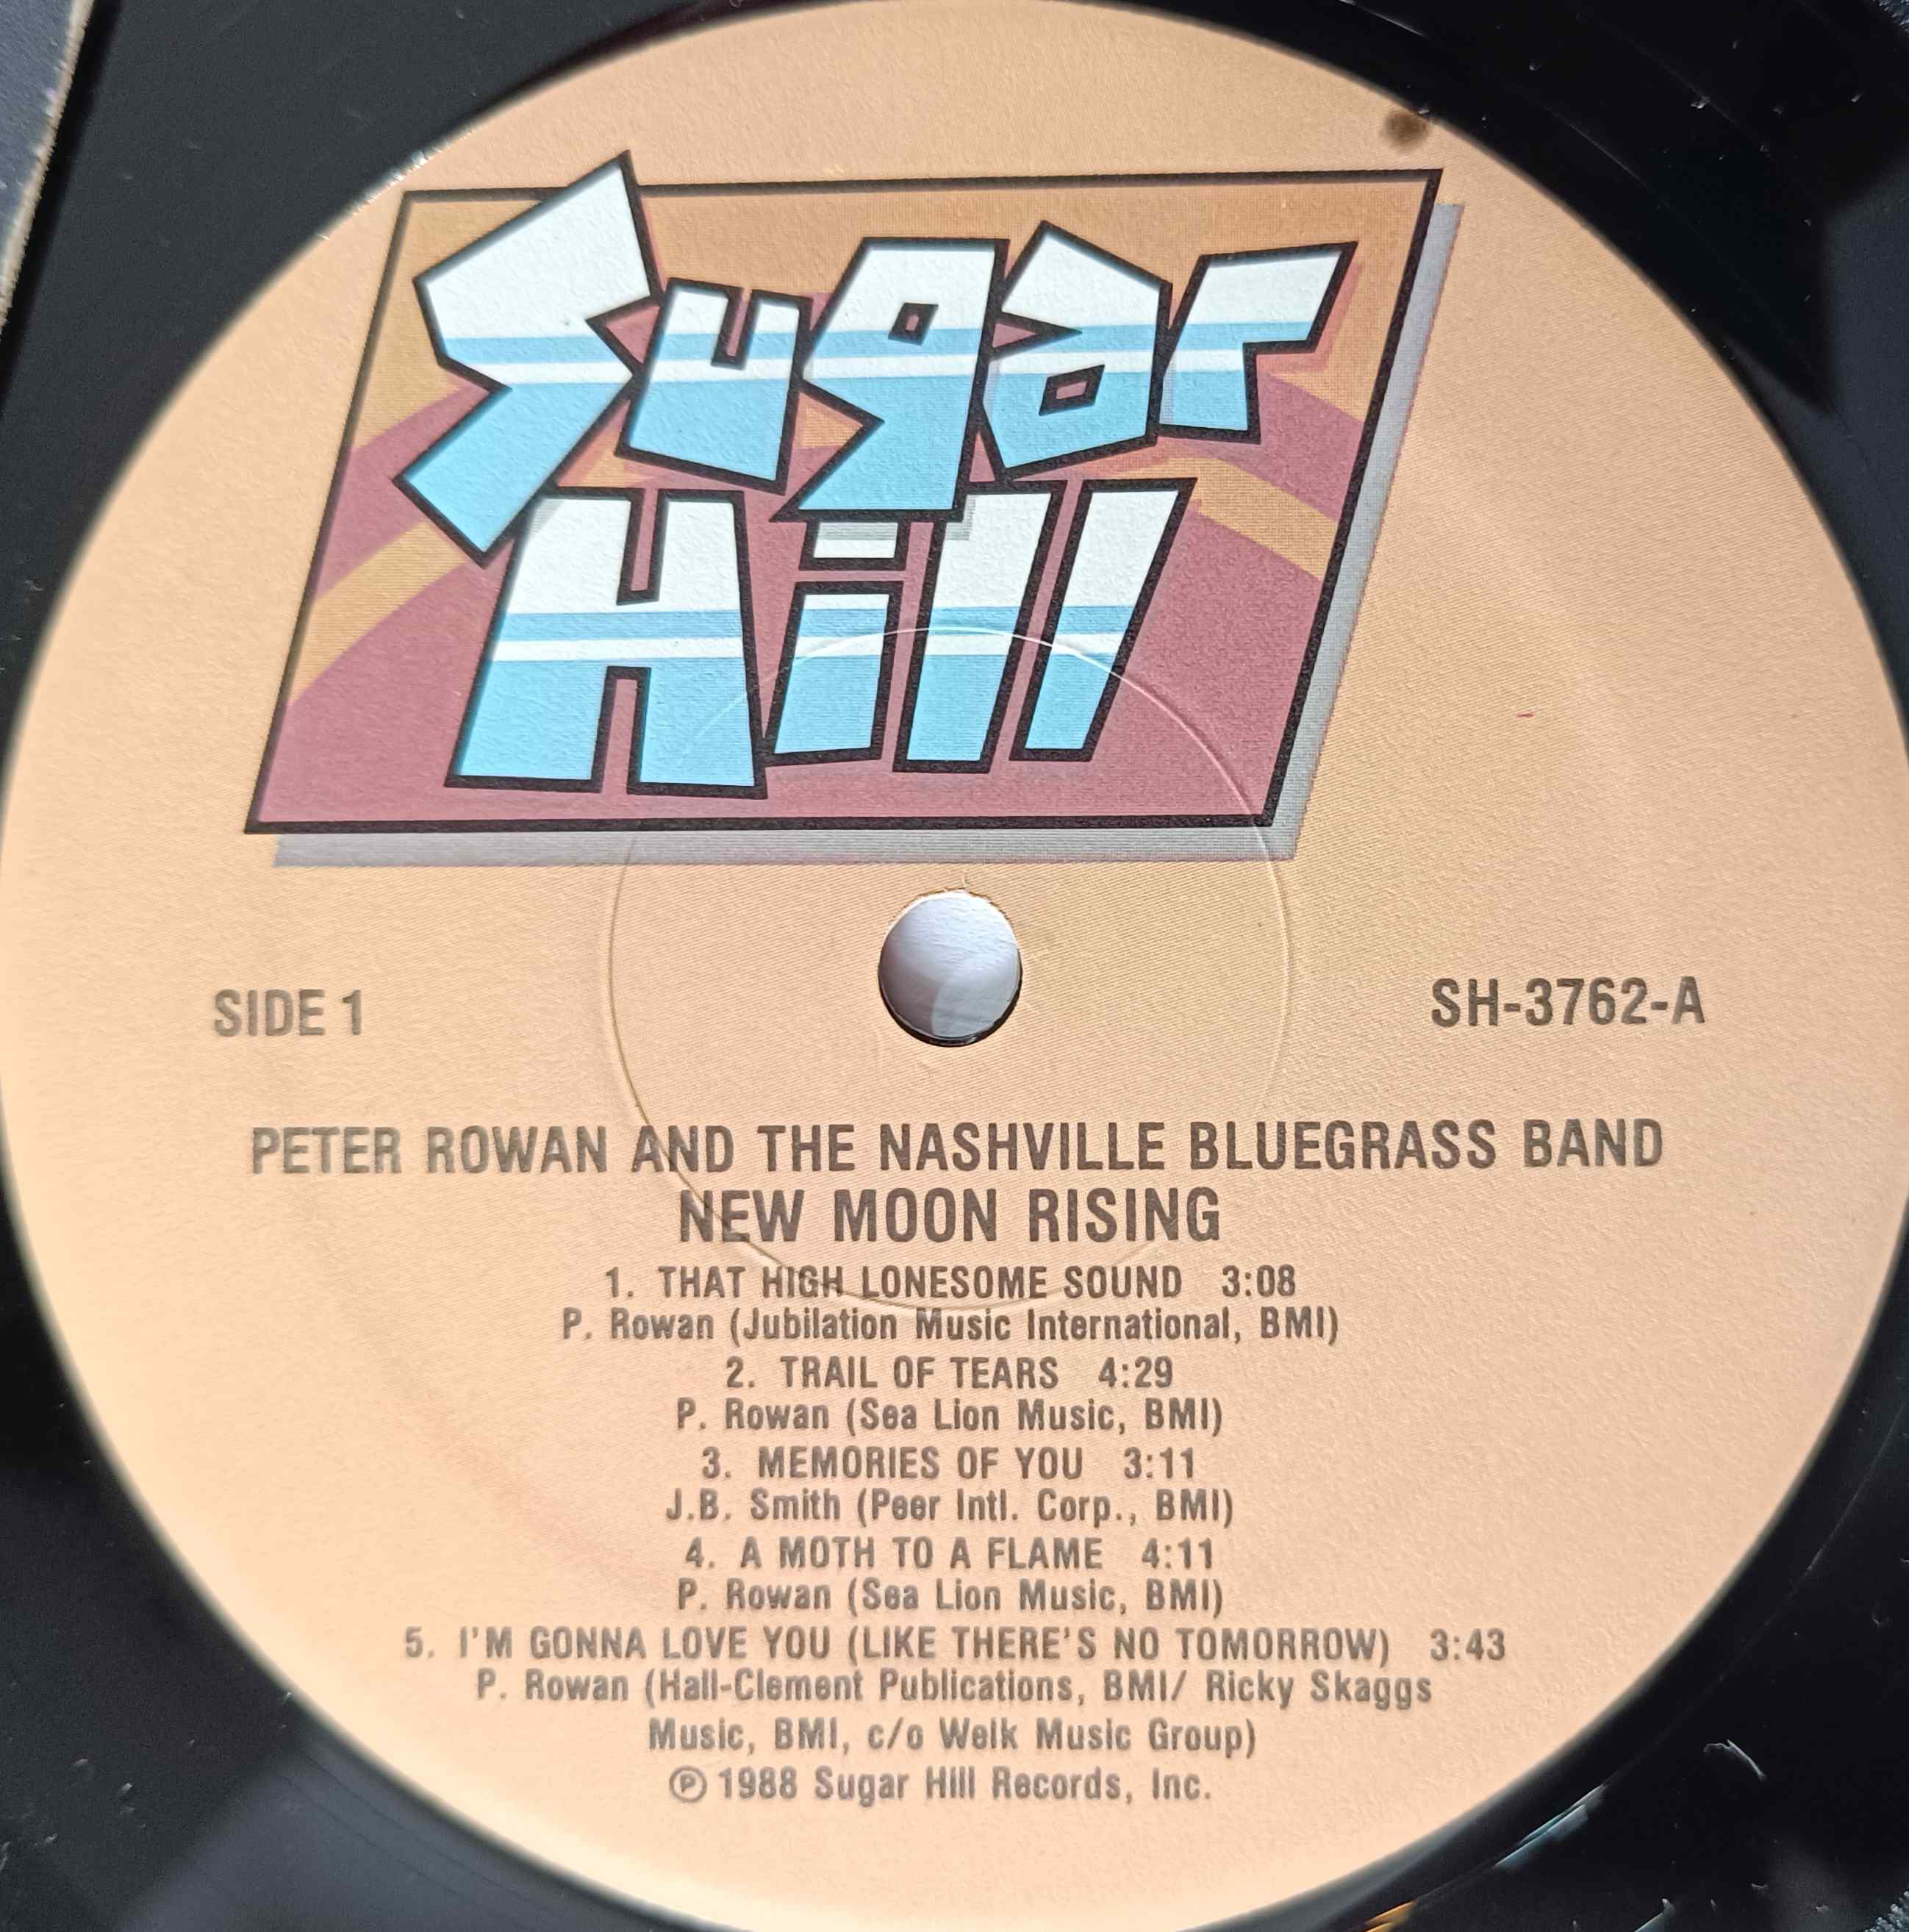 Sugar
Hill
SIDE 1
SH-3762-A
PETER ROWAN AND THE NASHVILLE BLUEGRASS BAND
NEW MOON RISING
1. THAT HIGH LONESOME SOUND 3:08
P. Rowan (Jubilation Music International, BMI)
2. TRAIL OF TEARS 4:29
P. Rowan (Sea Lion Music, BMI)
3. MEMORIES OF YOU 3:11
J.B. Smith (Peer Intl. Corp., BMI)
4. A MOTH TO A FLAME 4:11
P. Rowan (Sea Lion Music, BMI)
5. I'M GONNA LOVE YOU (LIKE THERE'S NO TOMORROW) 3:43
P. Rowan (Hall-Clement Publications, BMI/ Ricky Skaggs
Music, BMI, c/o Welk Music Group)
℗ 1988 Sugar Hill Records, Inc.